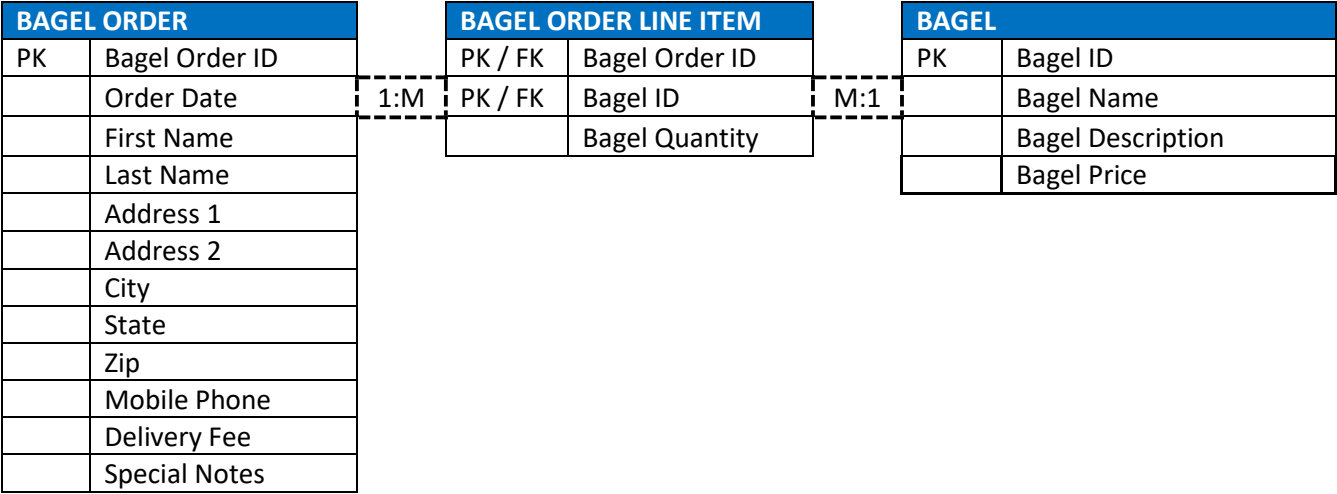 BAGEL ORDER
PK Bagel Order ID
Order Date
First Name
Last Name
Address 1
Address 2
City
State
Zip
Mobile Phone
Delivery Fee
Special Notes
1:M
BAGEL ORDER LINE ITEM
PK / FK Bagel Order ID
PK / FK Bagel ID
Bagel Quantity
M:1
BAGEL
PK Bagel ID
Bagel Name
Bagel Description
Bagel Price